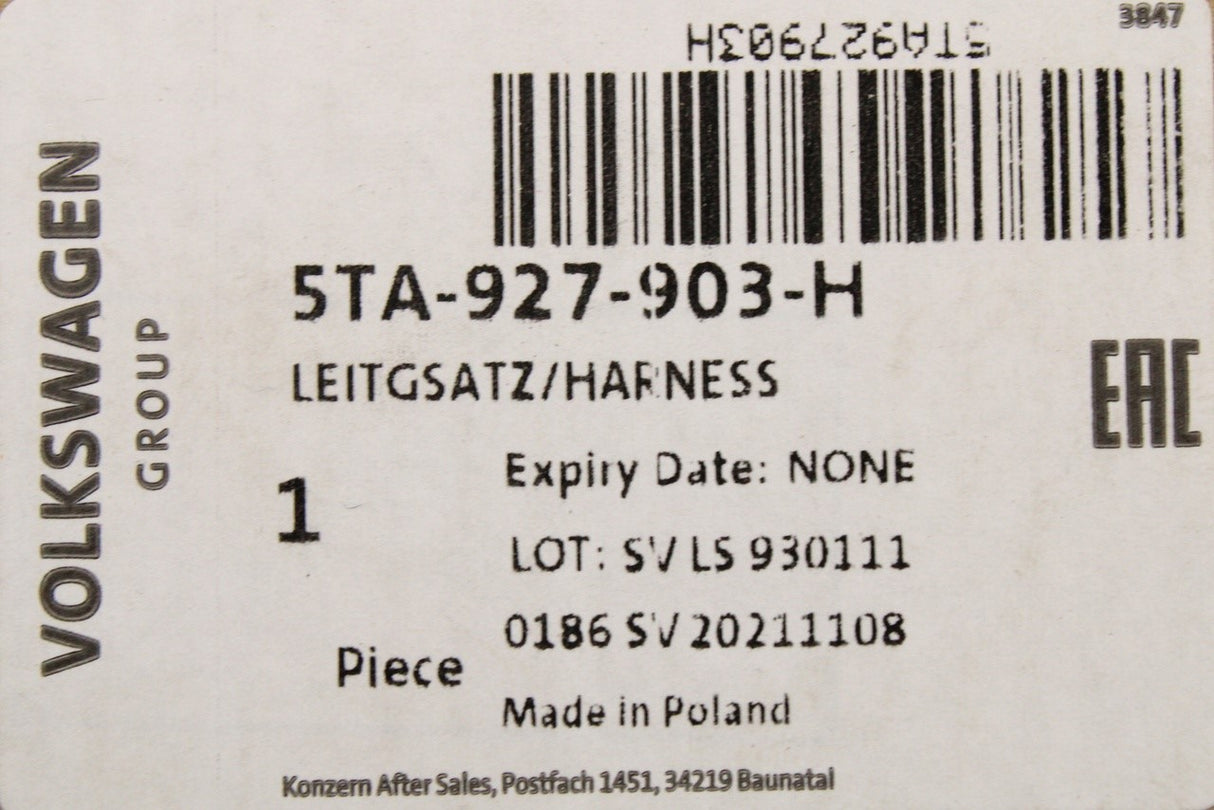 3847
5TA927903H
VOLKSWAGEN
GROUP
5TA-927-903-H
LEITGSATZ/HARNESS
EAC
1
Piece
Expiry Date: NONE
LOT: SV LS 930111
0186 SV 20211108
Made in Poland
Konzern After Sales, Postfach 1451, 34219 Baunatal